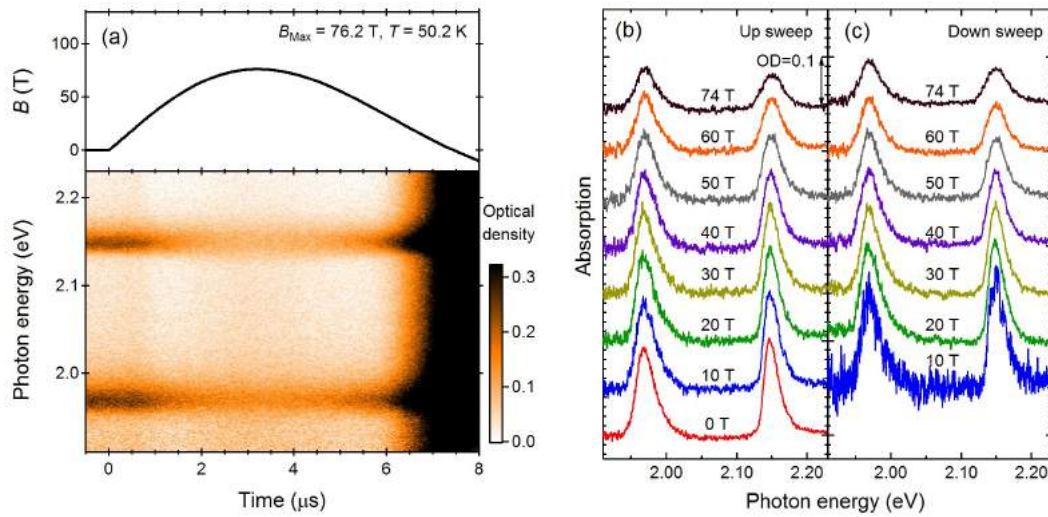 (a)
B_Max = 76.2 T, T = 50.2 K
B (T)
100
50
0
Photon energy (eV)
2.2
2.1
2.0
Optical
density
0.3
0.2
0.1
0.0
0 2 4 6 8
Time (μs)
(b) Up sweep
OD=0.1
74 T
60 T
50 T
40 T
30 T
20 T
10 T
0 T
Absorption
2.00 2.10 2.20
(c) Down sweep
74 T
60 T
50 T
40 T
30 T
20 T
10 T
2.00 2.10 2.20
Photon energy (eV)